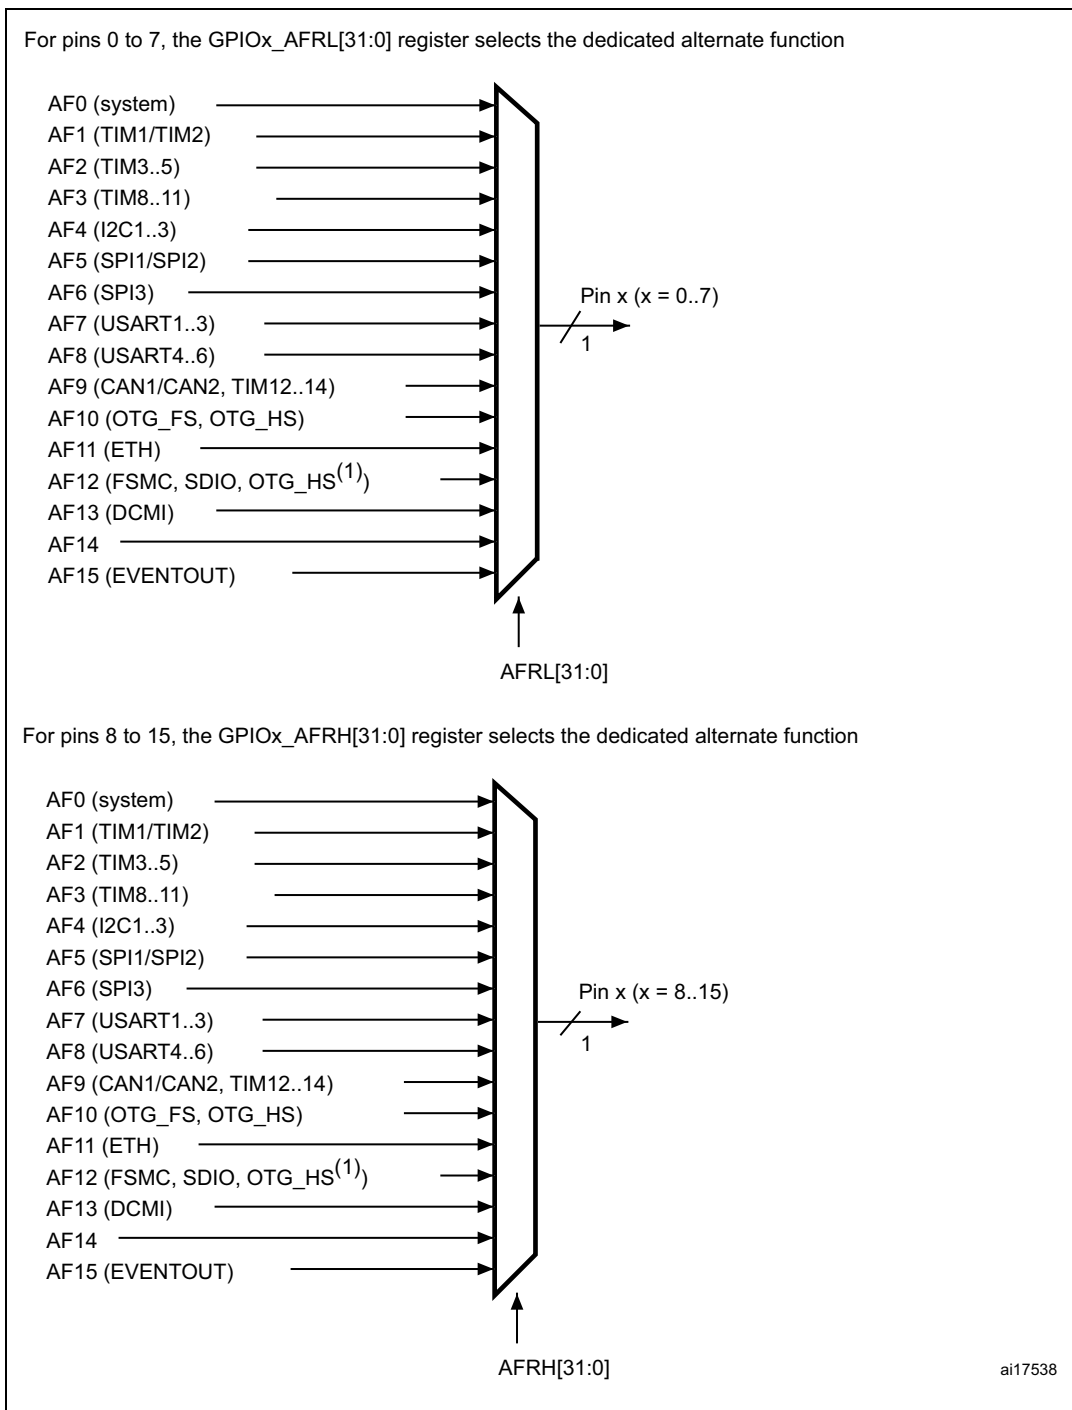 For pins 0 to 7, the GPIOx_AFRL[31:0] register selects the dedicated alternate function
AF0 (system)
AF1 (TIM1/TIM2)
AF2 (TIM3..5)
AF3 (TIM8..11)
AF4 (I2C1..3)
AF5 (SPI1/SPI2)
AF6 (SPI3)
AF7 (USART1..3)
AF8 (USART4..6)
AF9 (CAN1/CAN2, TIM12..14)
AF10 (OTG_FS, OTG_HS)
AF11 (ETH)
AF12 (FSMC, SDIO, OTG_HS(1))
AF13 (DCMI)
AF14
AF15 (EVENTOUT)
Pin x (x = 0..7)
1
AFRL[31:0]
For pins 8 to 15, the GPIOx_AFRH[31:0] register selects the dedicated alternate function
AF0 (system)
AF1 (TIM1/TIM2)
AF2 (TIM3..5)
AF3 (TIM8..11)
AF4 (I2C1..3)
AF5 (SPI1/SPI2)
AF6 (SPI3)
AF7 (USART1..3)
AF8 (USART4..6)
AF9 (CAN1/CAN2, TIM12..14)
AF10 (OTG_FS, OTG_HS)
AF11 (ETH)
AF12 (FSMC, SDIO, OTG_HS(1))
AF13 (DCMI)
AF14
AF15 (EVENTOUT)
Pin x (x = 8..15)
1
AFRH[31:0]
ai17538